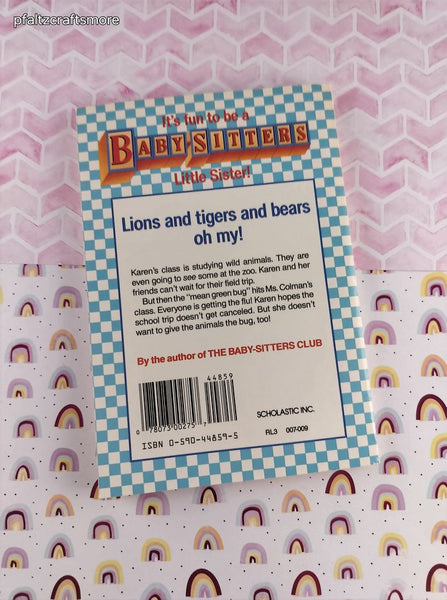 pfaltzcraftsmore
It's fun to be a
BABY-SITTERS
Little Sister!
Lions and tigers and bears
oh my!
Karen's class is studying wild animals. They are
even going to see some at the zoo. Karen and her
friends can't wait for their field trip.
But then the "mean green bug" hits Ms. Colman's
class. Everyone is getting the flu! Karen hopes the
school trip doesn't get canceled. But she doesn't
want to give the animals the bug, too!
By the author of THE BABY-SITTERS CLUB
44859
0 78073 00275 7
ISBN 0-590-44859-5
SCHOLASTIC INC.
RL3 007-009